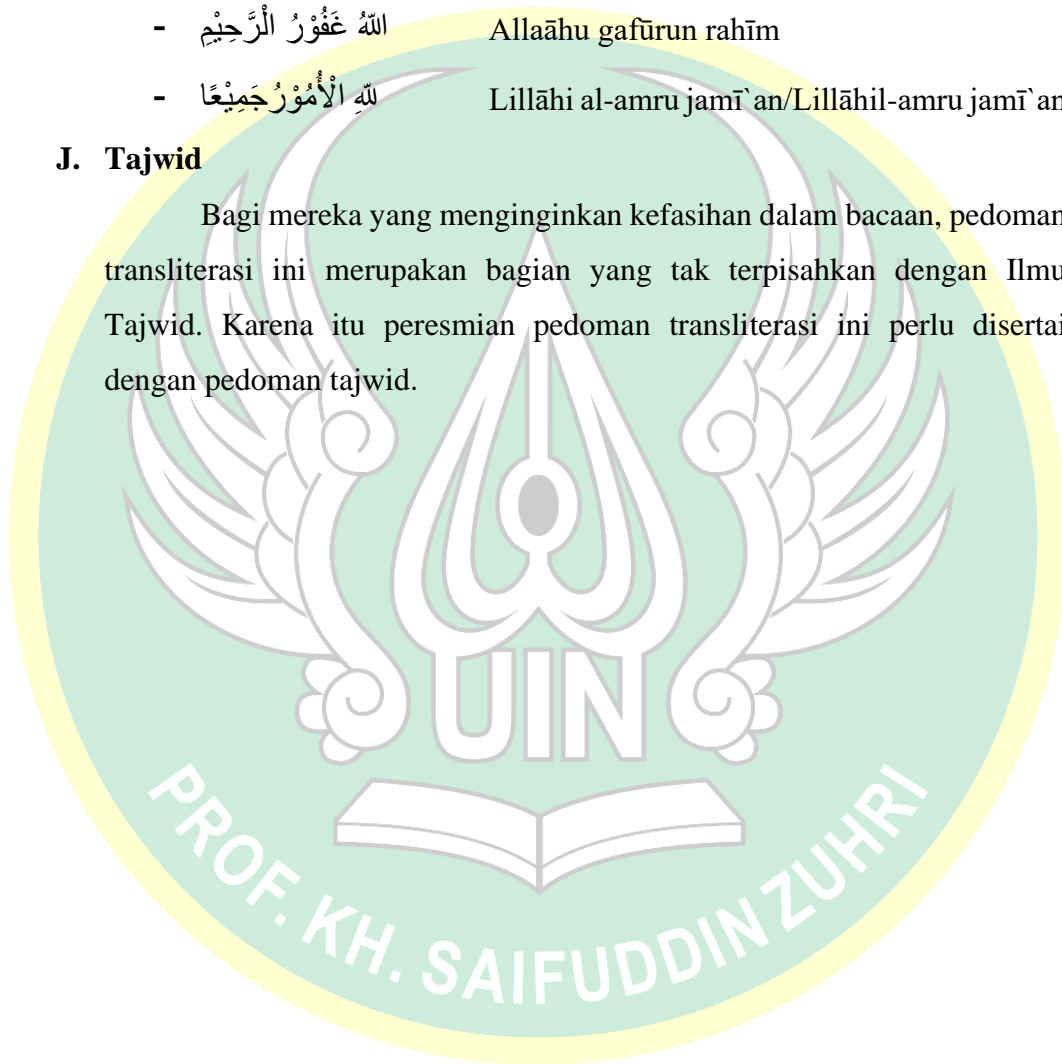 - اللهُ غَفُوْرُ الْرَّحِيْمِ Allaāhu gafūrun rahīm
- لِلّٰهِ الْأُمُوْرُجَمِيْعًا Lillāhi al-amru jamī`an/Lillāhil-amru jamī`an
J. Tajwid
Bagi mereka yang menginginkan kefasihan dalam bacaan, pedoman
transliterasi ini merupakan bagian yang tak terpisahkan dengan Ilmu
Tajwid. Karena itu peresmian pedoman transliterasi ini perlu disertai
dengan pedoman tajwid.
UIN
PROF. KH. SAIFUDDIN ZUHRI